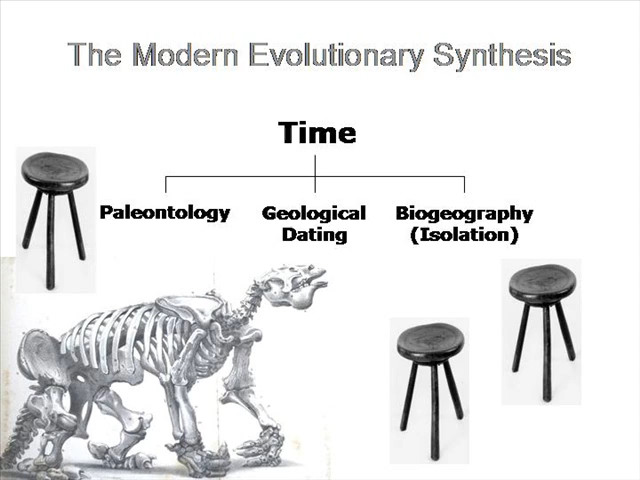 The Modern Evolutionary Synthesis
Time
Paleontology
Geological
Dating
Biogeography
(Isolation)